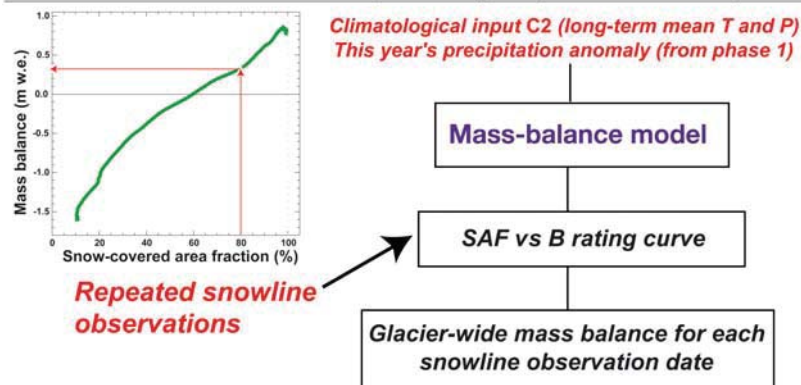 Climatological input C2 (long-term mean T and P)
This year's precipitation anomaly (from phase 1)
Mass-balance model
SAF vs B rating curve
Glacier-wide mass balance for each
snowline observation date
Repeated snowline
observations
Mass balance (m w.e.)
1.0
0.5
0.0
-0.5
-1.0
-1.5
0
20
40
60
80
100
Snow-covered area fraction (%)